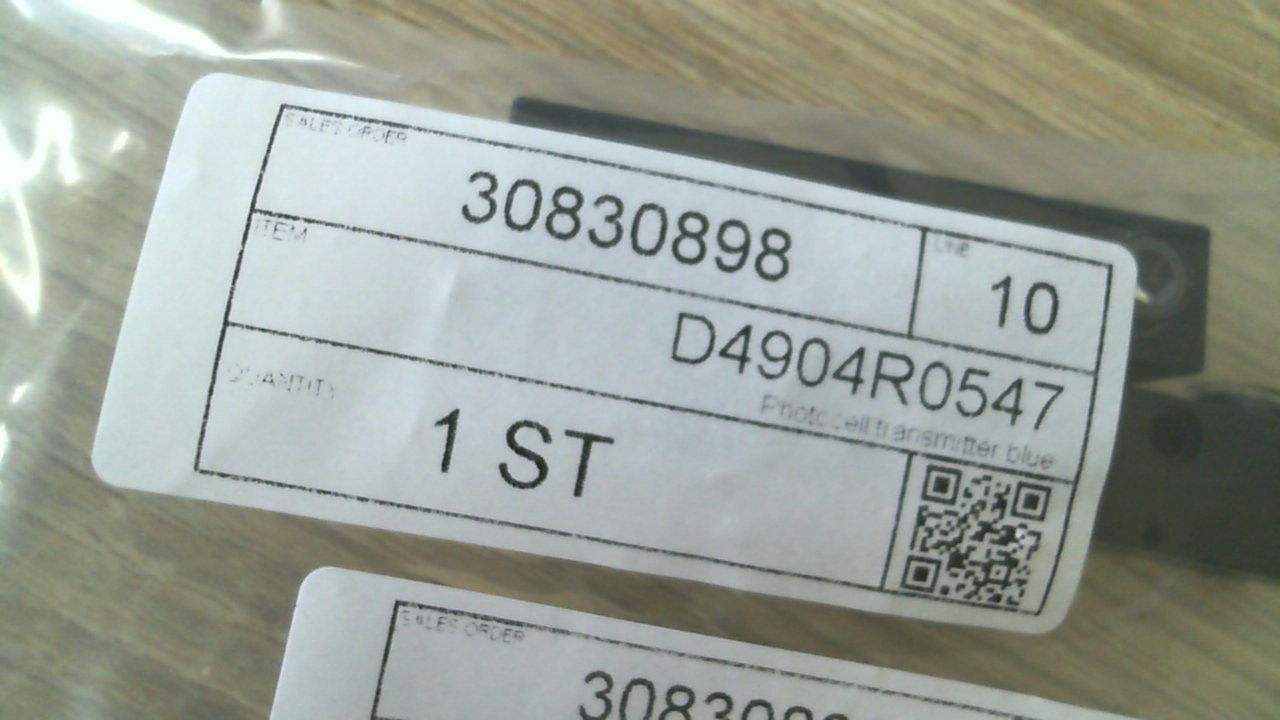 SALES ORDER
30830898
LINE
10
ITEM
D4904R0547
Photocell transmitter blue
QUANTITY
1 ST
SALES ORDER